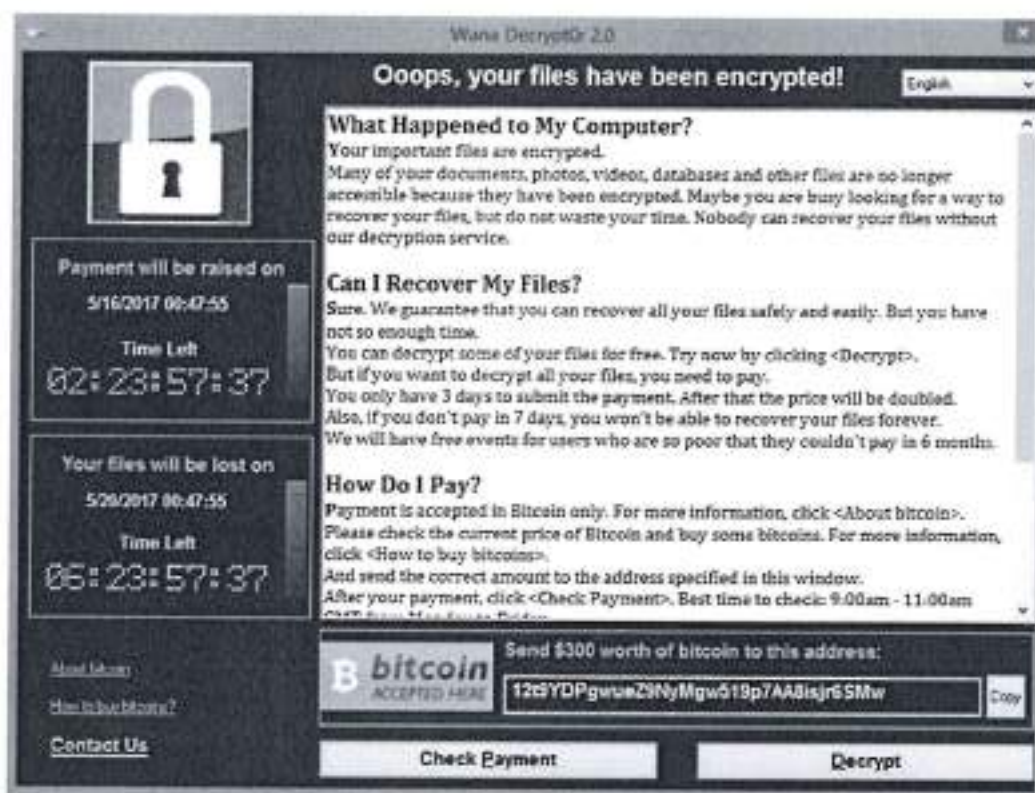 Wana Decrypt0r 2.0
Ooops, your files have been encrypted!
English
What Happened to My Computer?
Your important files are encrypted.
Many of your documents, photos, videos, databases and other files are no longer
accessible because they have been encrypted. Maybe you are busy looking for a way to
recover your files, but do not waste your time. Nobody can recover your files without
our decryption service.
Can I Recover My Files?
Sure. We guarantee that you can recover all your files safely and easily. But you have
not so enough time.
You can decrypt some of your files for free. Try now by clicking <Decrypt>.
But if you want to decrypt all your files, you need to pay.
You only have 3 days to submit the payment. After that the price will be doubled.
Also, if you don't pay in 7 days, you won't be able to recover your files forever.
We will have free events for users who are so poor that they couldn't pay in 6 months.
How Do I Pay?
Payment is accepted in Bitcoin only. For more information, click <About bitcoin>.
Please check the current price of Bitcoin and buy some bitcoins. For more information,
click <How to buy bitcoins>.
And send the correct amount to the address specified in this window.
After your payment, click <Check Payment>. Best time to check: 9:00am - 11:00am
GMT from Monday to Friday.
Payment will be raised on
5/16/2017 00:47:55
Time Left
02:23:57:37
Your files will be lost on
5/20/2017 00:47:55
Time Left
06:23:57:37
About bitcoin
How to buy bitcoins?
Contact Us
B bitcoin
ACCEPTED HERE
Send $300 worth of bitcoin to this address:
12t9YDPgwueZ9NyMgw519p7AA8isjr6SMw
Copy
Check Payment
Decrypt